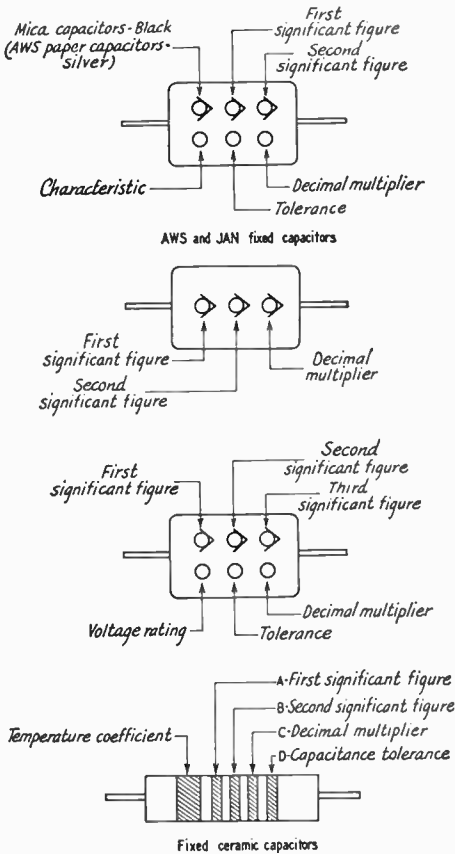 Mica capacitors-Black
(AWS paper capacitors-
silver)
First
significant figure
Second
significant figure
Characteristic
Decimal multiplier
Tolerance
AWS and JAN fixed capacitors
First
significant figure
Second
significant figure
Decimal
multiplier
First
significant figure
Second
significant figure
Third
significant figure
Voltage rating
Tolerance
Decimal multiplier
A-First significant figure
B-Second significant figure
Temperature coefficient
C-Decimal multiplier
D-Capacitance tolerance
Fixed ceramic capacitors